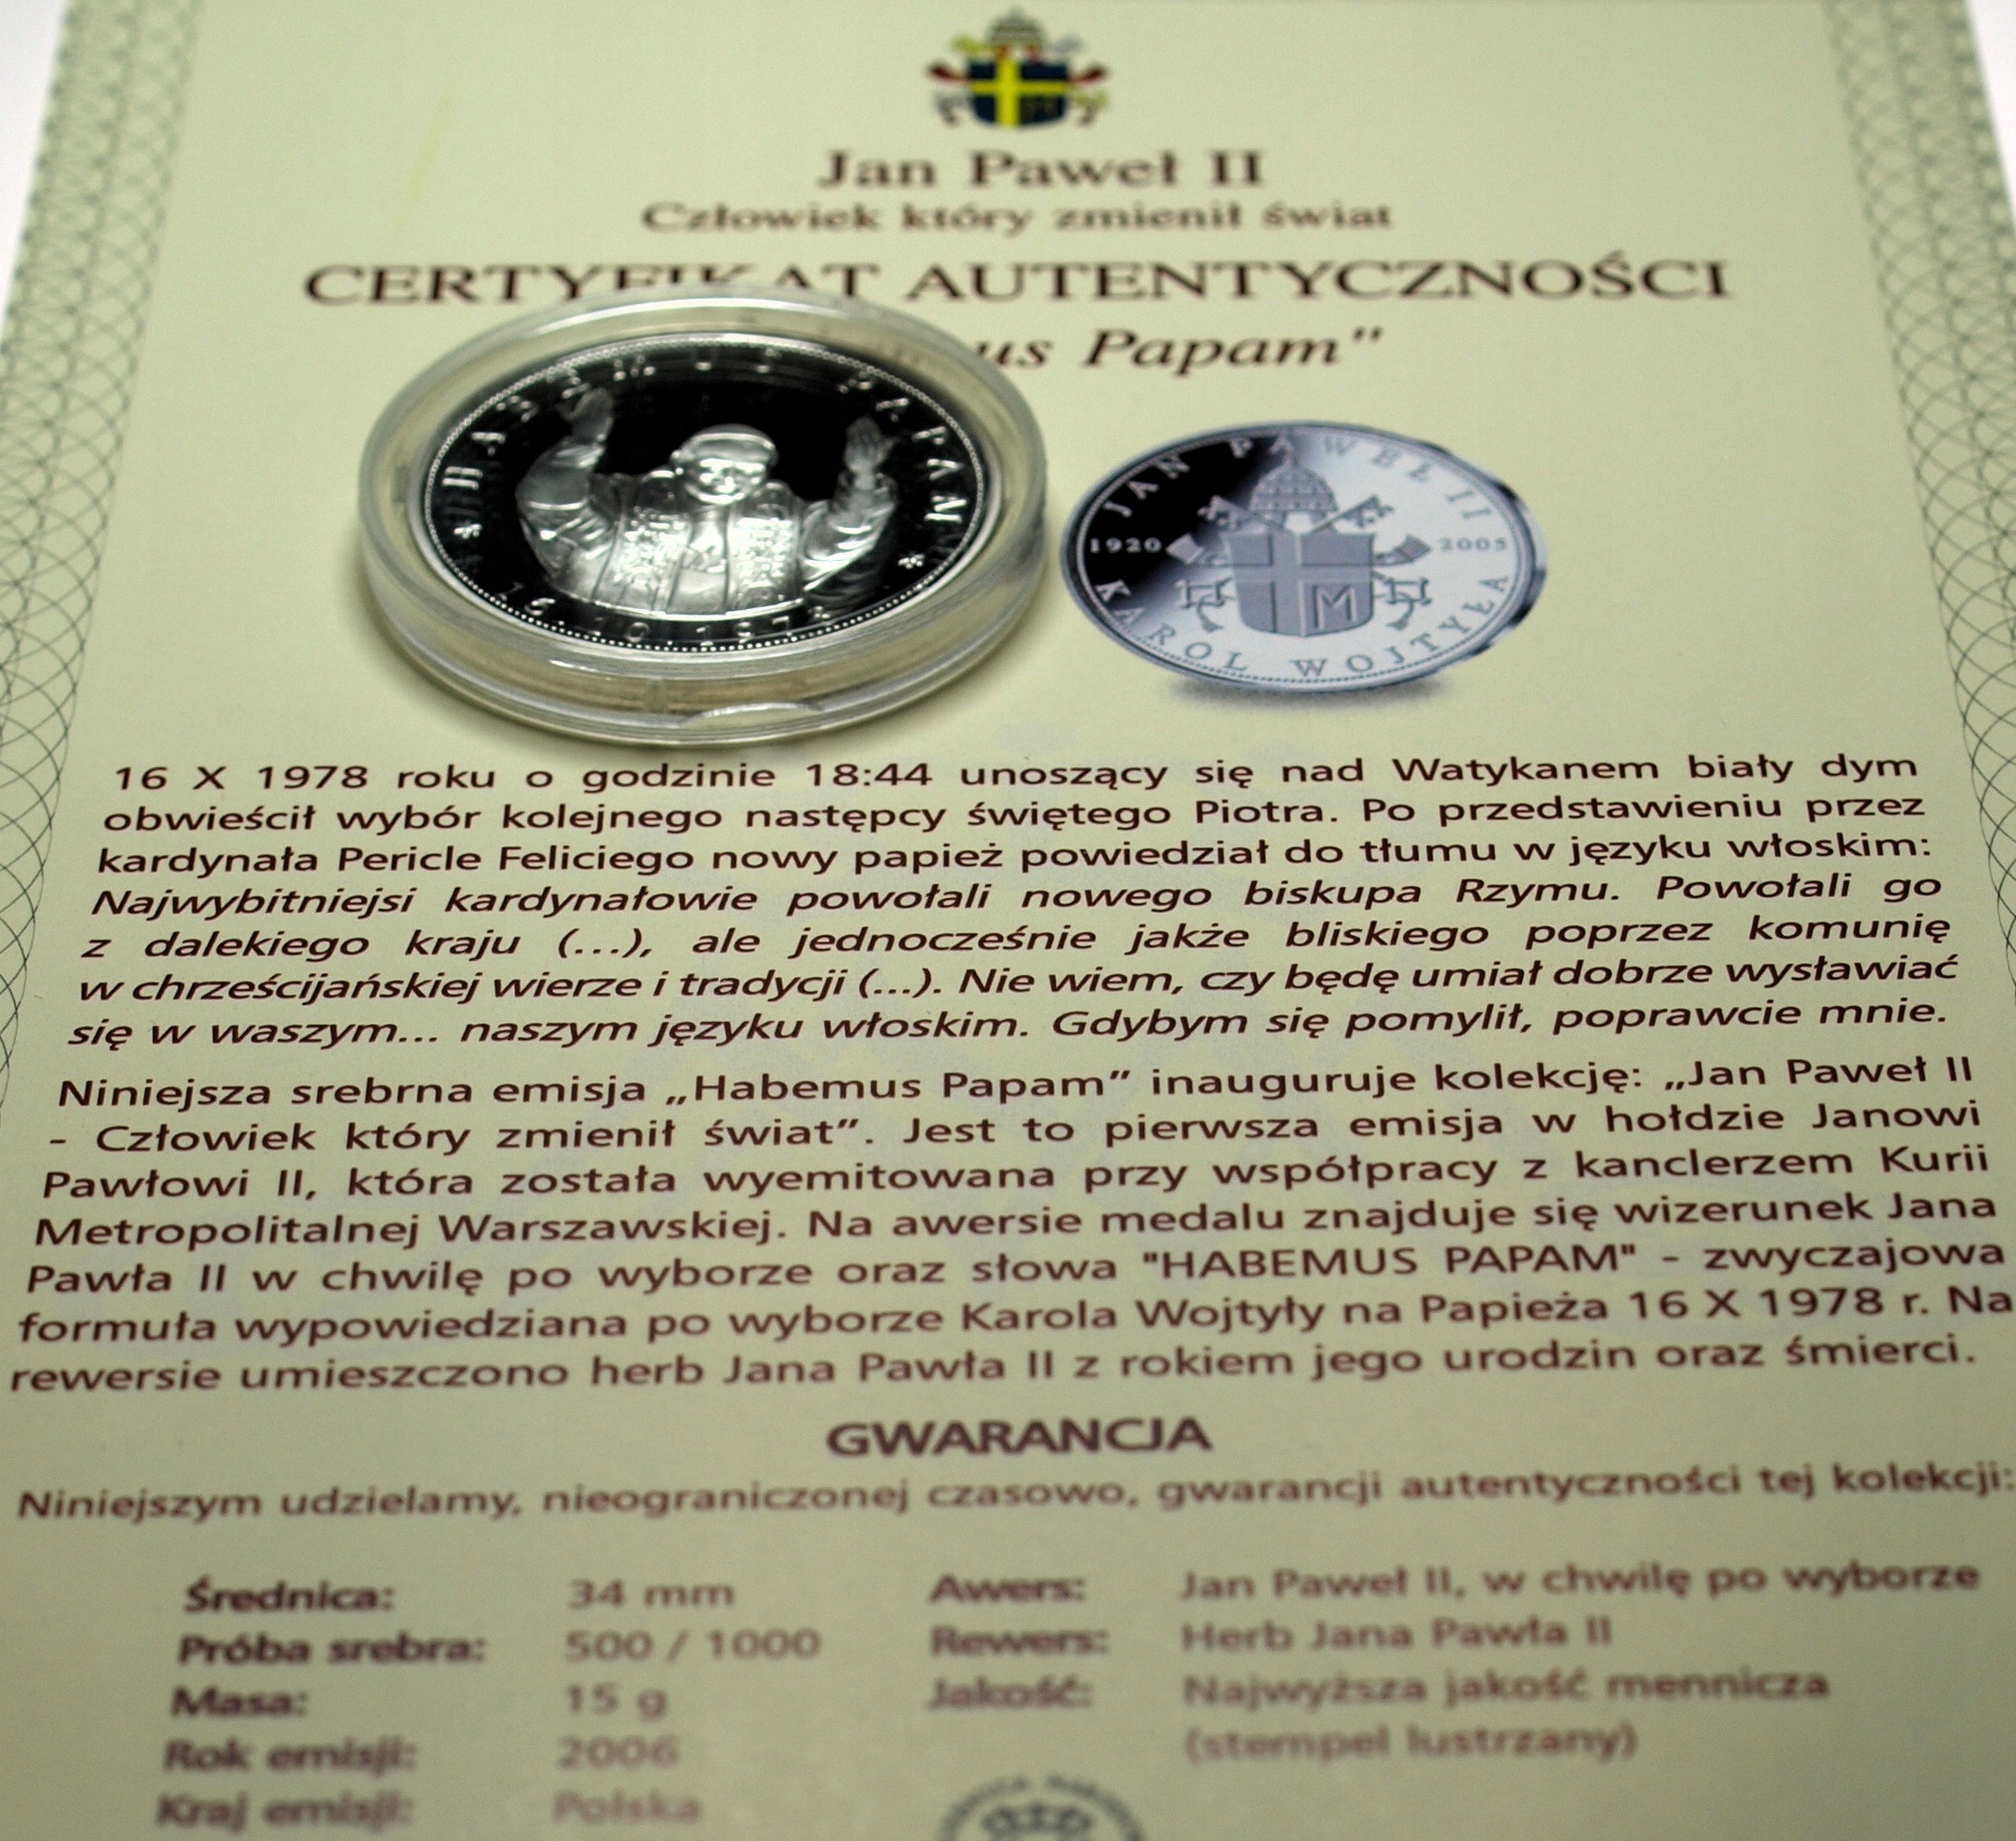 Jan Paweł II
Człowiek który zmienił świat
CERTYFIKAT AUTENTYCZNOŚCI
us Papam"
HABEMUS PAPAM
16.10.1978
JAN PAWEŁ II
1920 2005
M
KAROL WOJTYŁA
16 X 1978 roku o godzinie 18:44 unoszący się nad Watykanem biały dym
obwieścił wybór kolejnego następcy świętego Piotra. Po przedstawieniu przez
kardynała Pericle Feliciego nowy papież powiedział do tłumu w języku włoskim:
Najwybitniejsi kardynałowie powołali nowego biskupa Rzymu. Powołali go
z dalekiego kraju (...), ale jednocześnie jakże bliskiego poprzez komunię
w chrześcijańskiej wierze i tradycji (...). Nie wiem, czy będę umiał dobrze wysławiać
się w waszym... naszym języku włoskim. Gdybym się pomylił, poprawcie mnie.
Niniejsza srebrna emisja „Habemus Papam” inauguruje kolekcję: „Jan Paweł II
- Człowiek który zmienił świat”. Jest to pierwsza emisja w hołdzie Janowi
Pawłowi II, która została wyemitowana przy współpracy z kanclerzem Kurii
Metropolitalnej Warszawskiej. Na awersie medalu znajduje się wizerunek Jana
Pawła II w chwilę po wyborze oraz słowa "HABEMUS PAPAM" - zwyczajowa
formuła wypowiedziana po wyborze Karola Wojtyły na Papieża 16 X 1978 r. Na
rewersie umieszczono herb Jana Pawła II z rokiem jego urodzin oraz śmierci.
GWARANCJA
Niniejszym udzielamy, nieograniczonej czasowo, gwarancji autentyczności tej kolekcji:
Średnica: 34 mm Awers: Jan Paweł II, w chwilę po wyborze
Próba srebra: 500 / 1000 Rewers: Herb Jana Pawła II
Masa: 15 g Jakość: Najwyższa jakość mennicza
Rok emisji: 2006 (stempel lustrzany)
Kraj emisji: Polska